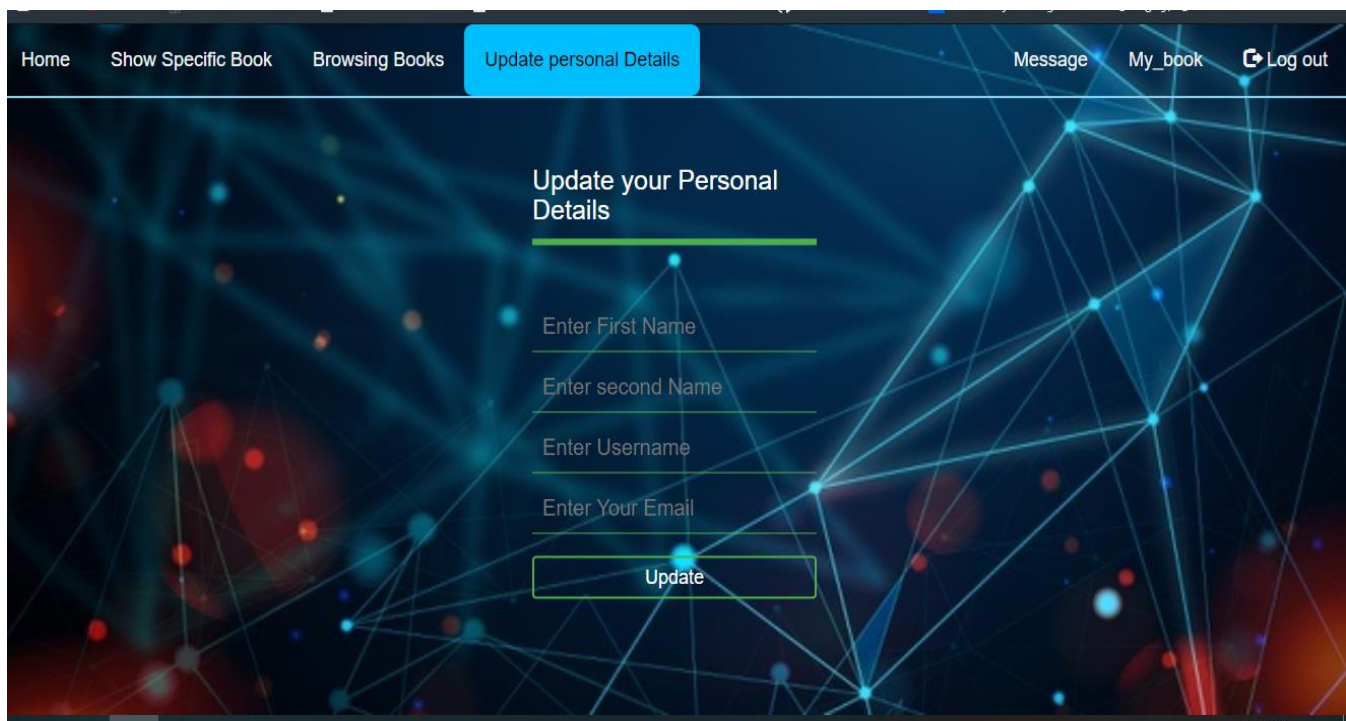 Home Show Specific Book Browsing Books Update personal Details Message My_book Log out
Update your Personal
Details
Enter First Name
Enter second Name
Enter Username
Enter Your Email
Update